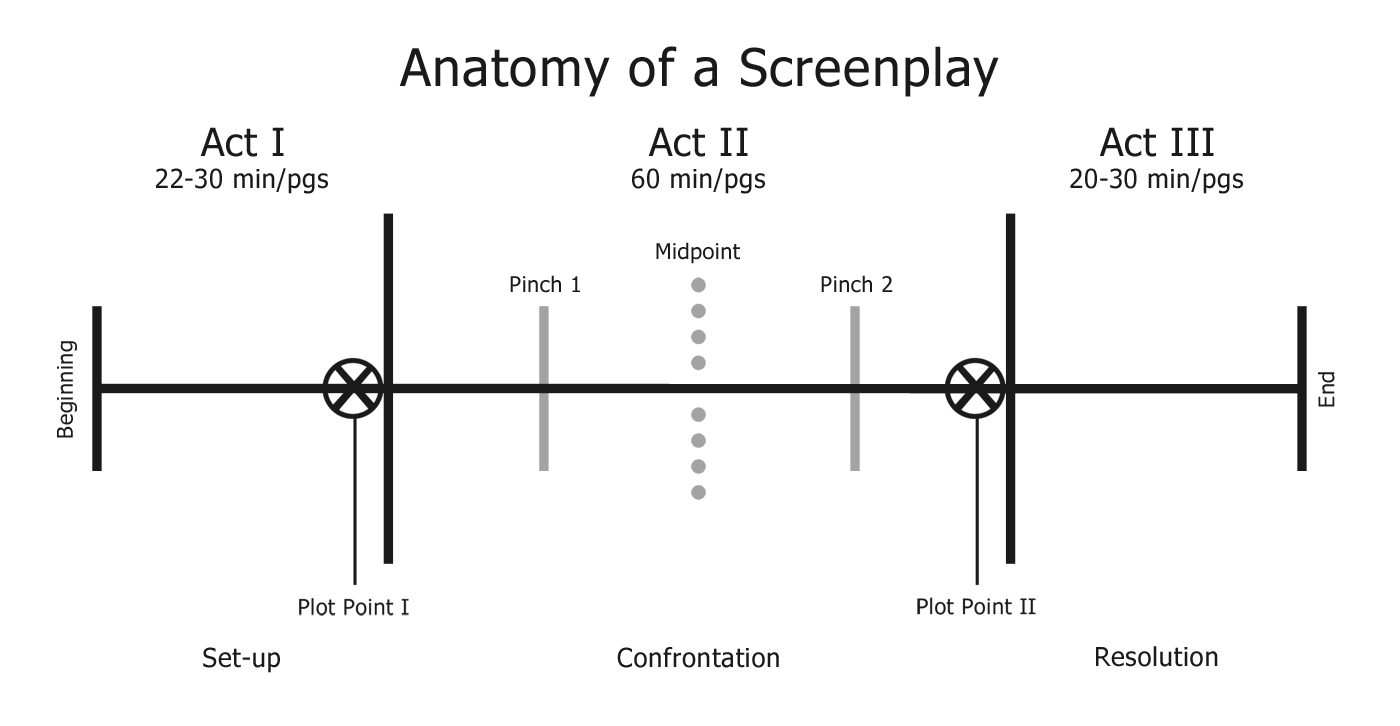 Anatomy of a Screenplay
Act I
22-30 min/pgs
Act II
60 min/pgs
Act III
20-30 min/pgs
Midpoint
Pinch 1
Pinch 2
Beginning
End
Plot Point I
Plot Point II
Set-up
Confrontation
Resolution